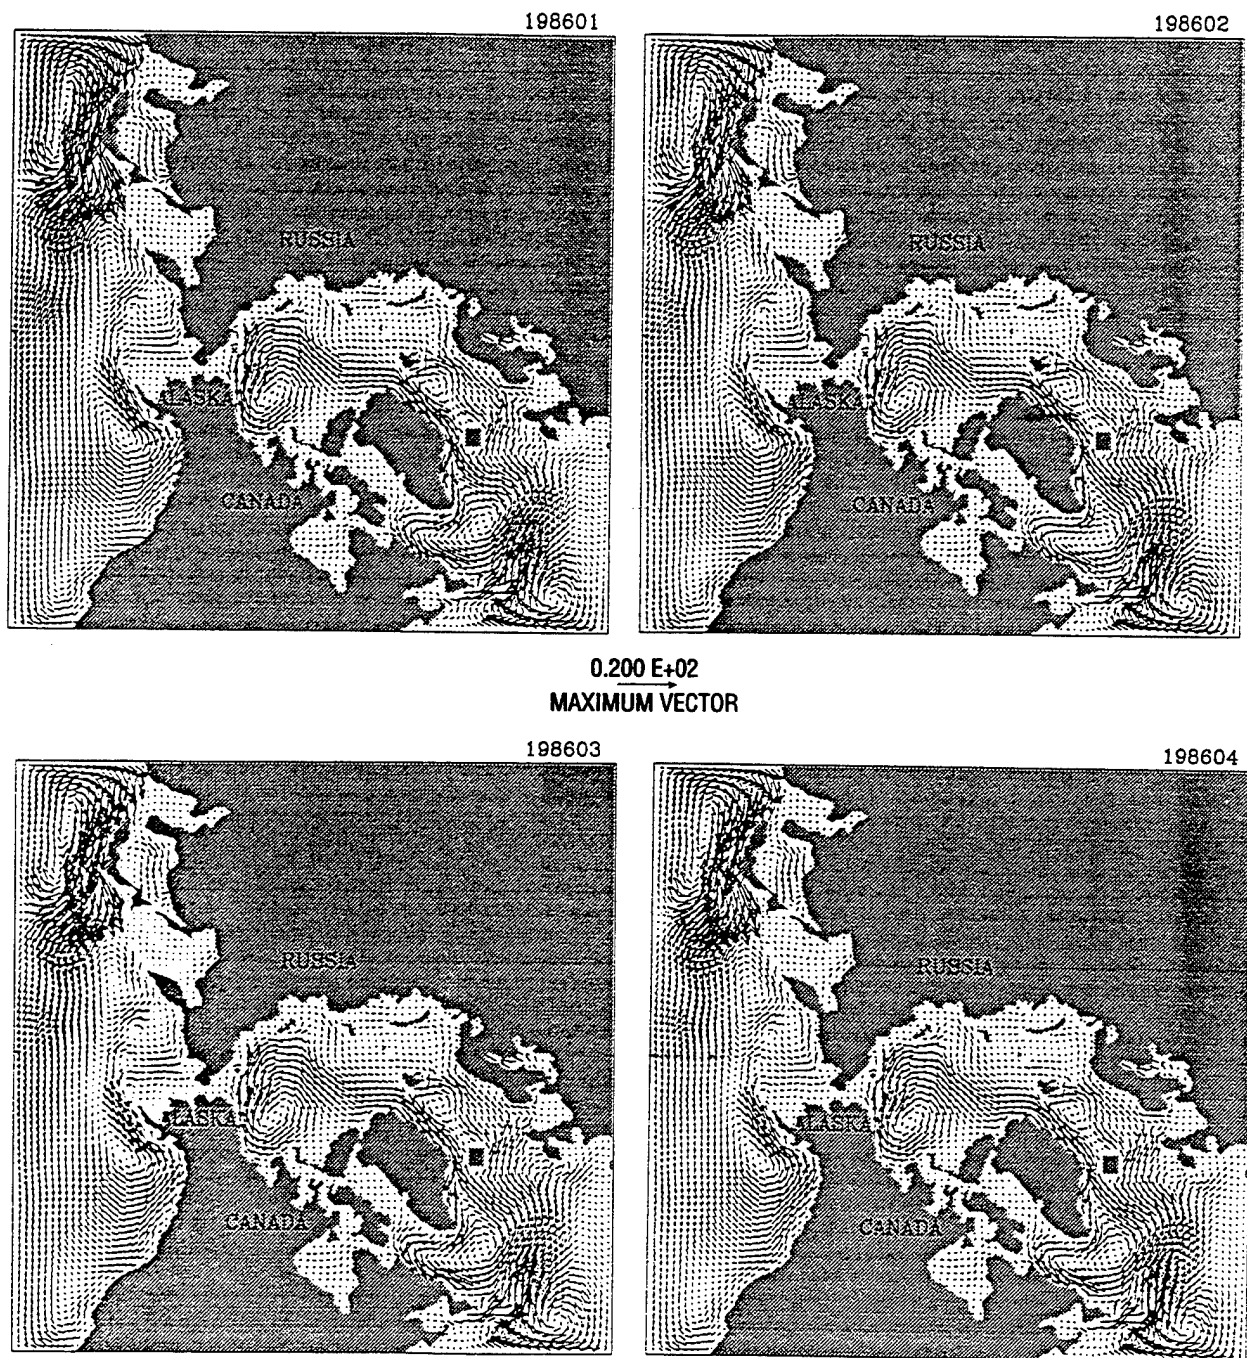 198601
198602
RUSSIA
RUSSIA
ALASKA
ALASKA
CANADA
CANADA
0.200 E+02
MAXIMUM VECTOR
198603
198604
RUSSIA
RUSSIA
ALASKA
ALASKA
CANADA
CANADA